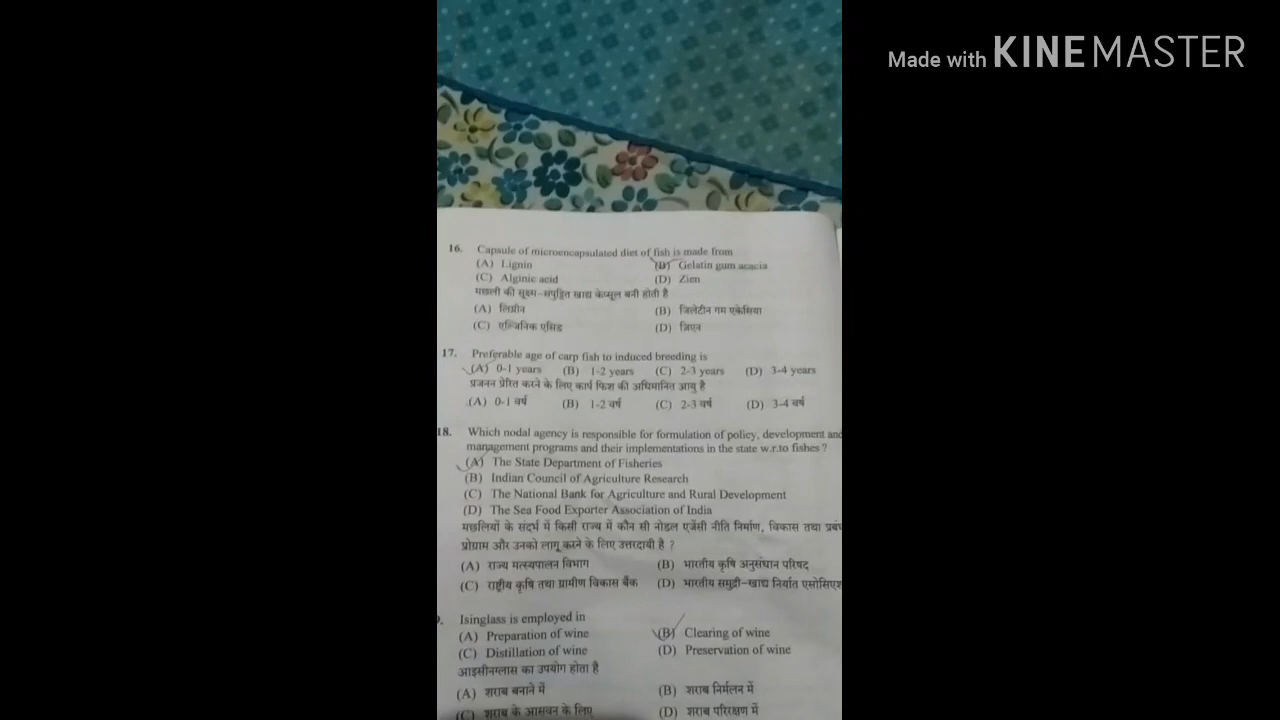 Made with KINEMASTER
16. Capsule of microencapsulated diet of fish is made from
(A) Lignin (B) Gelatin gum acacia
(C) Alginic acid (D) Zien
मछली की सूक्ष्म-संपुट्टित खाद्य केप्सूल बनी होती है
(A) लिग्नीन (B) जिलेटीन गम एकेसिया
(C) एल्जिनिक एसिड (D) जिएन
17. Preferable age of carp fish to induced breeding is
(A) 0-1 years (B) 1-2 years (C) 2-3 years (D) 3-4 years
प्रजनन प्रेरित करने के लिए कार्प फिश की अधिमानित आयु है
(A) 0-1 वर्ष (B) 1-2 वर्ष (C) 2-3 वर्ष (D) 3-4 वर्ष
18. Which nodal agency is responsible for formulation of policy, development and
management programs and their implementations in the state w.r.to fishes ?
(A) The State Department of Fisheries
(B) Indian Council of Agriculture Research
(C) The National Bank for Agriculture and Rural Development
(D) The Sea Food Exporter Association of India
मछलियों के संदर्भ में किसी राज्य में कौन सी नोडल एजेंसी नीति निर्माण, विकास तथा
प्रोग्राम और उनको लागू करने के लिए उत्तरदायी है ?
(A) राज्य मत्स्यपालन विभाग (B) भारतीय कृषि अनुसंधान परिषद
(C) राष्ट्रीय कृषि तथा ग्रामीण विकास बैंक (D) भारतीय समुद्री-खाद्य निर्यात
Isinglass is employed in
(A) Preparation of wine (B) Clearing of wine
(C) Distillation of wine (D) Preservation of wine
आइसीनग्लास का उपयोग होता है
(A) शराब बनाने में (B) शराब निर्मलन में
(C) शराब के आसवन के लिए (D) शराब परिरक्षण में